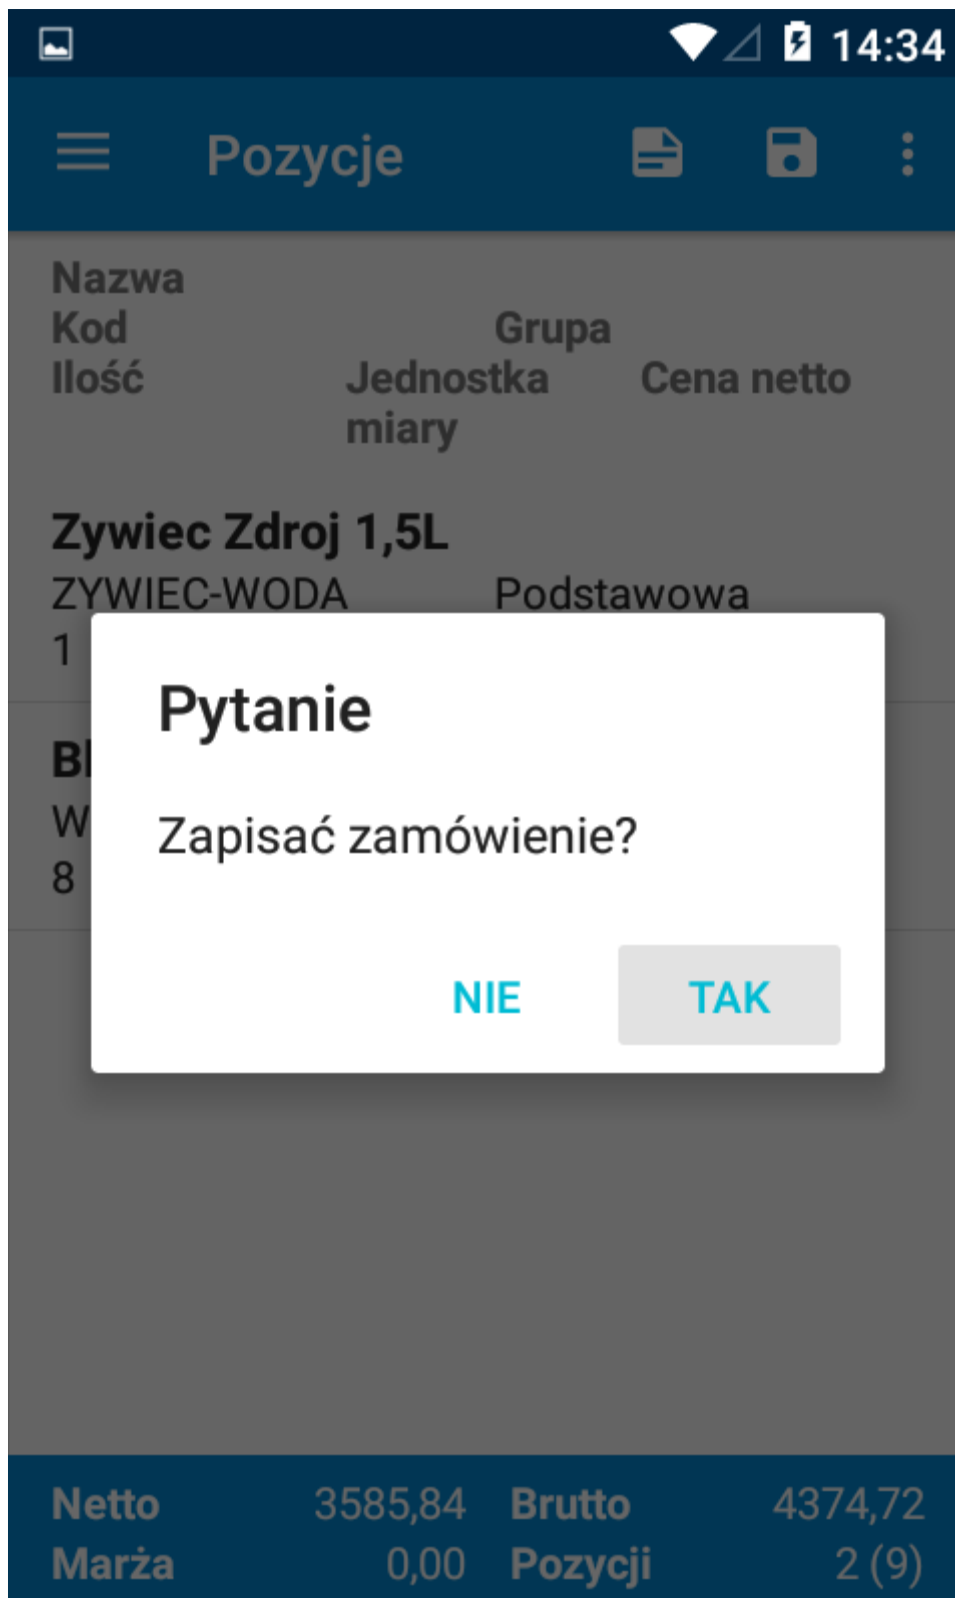 14:34
Pozycje
Nazwa
Kod Grupa
Ilość Jednostka miary Cena netto
Zywiec Zdroj 1,5L
ZYWIEC-WODA Podstawowa
1
8
Pytanie
Zapisać zamówienie?
NIE TAK
Netto 3585,84 Brutto 4374,72
Marża 0,00 Pozycji 2 (9)